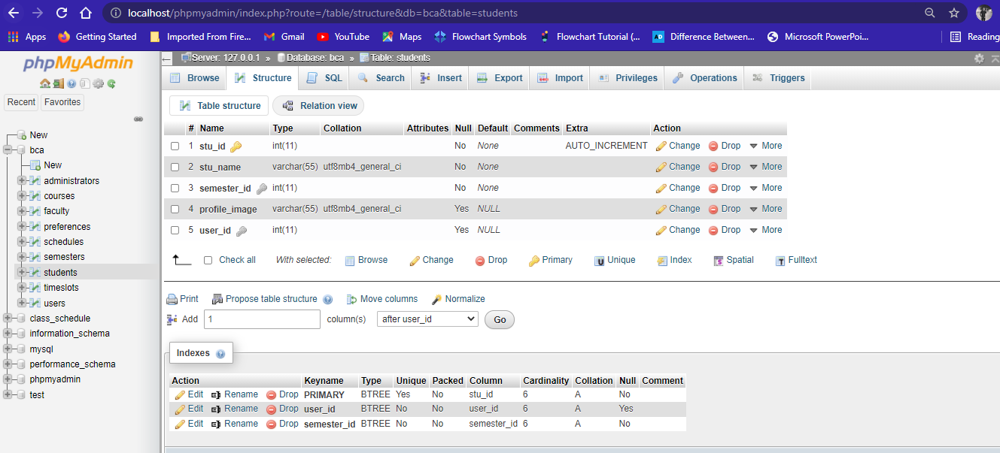 localhost/phpmyadmin/index.php?route=/table/structure&db=bca&table=students
Apps Getting Started Imported From Fire... Gmail YouTube Maps Flowchart Symbols Flowchart Tutorial (... AD Difference Between... Microsoft PowerPoi... Reading
phpMyAdmin
Recent Favorites
New
bca
New
administrators
courses
faculty
preferences
schedules
semesters
students
timeslots
users
class_schedule
information_schema
mysql
performance_schema
phpmyadmin
test
Server: 127.0.0.1 » Database: bca » Table: students
Browse Structure SQL Search Insert Export Import Privileges Operations Triggers
Table structure Relation view
# Name Type Collation Attributes Null Default Comments Extra Action
1 stu_id int(11) No None AUTO_INCREMENT Change Drop More
2 stu_name varchar(55) utf8mb4_general_ci No None Change Drop More
3 semester_id int(11) No None Change Drop More
4 profile_image varchar(55) utf8mb4_general_ci Yes NULL Change Drop More
5 user_id int(11) Yes NULL Change Drop More
Check all With selected: Browse Change Drop Primary U Unique Index S Spatial T Fulltext
Print Propose table structure Move columns Normalize
Add 1 column(s) after user_id Go
Indexes
Action Keyname Type Unique Packed Column Cardinality Collation Null Comment
Edit Rename Drop PRIMARY BTREE Yes No stu_id 6 A No
Edit Rename Drop user_id BTREE No No user_id 6 A Yes
Edit Rename Drop semester_id BTREE No No semester_id 6 A No